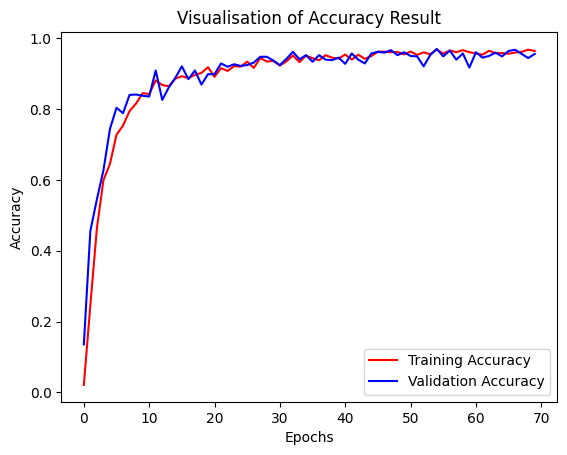 Visualisation of Accuracy Result
1.0
0.8
0.6
0.4
0.2
0.0
Accuracy
0 10 20 30 40 50 60 70
Epochs
Training Accuracy
Validation Accuracy